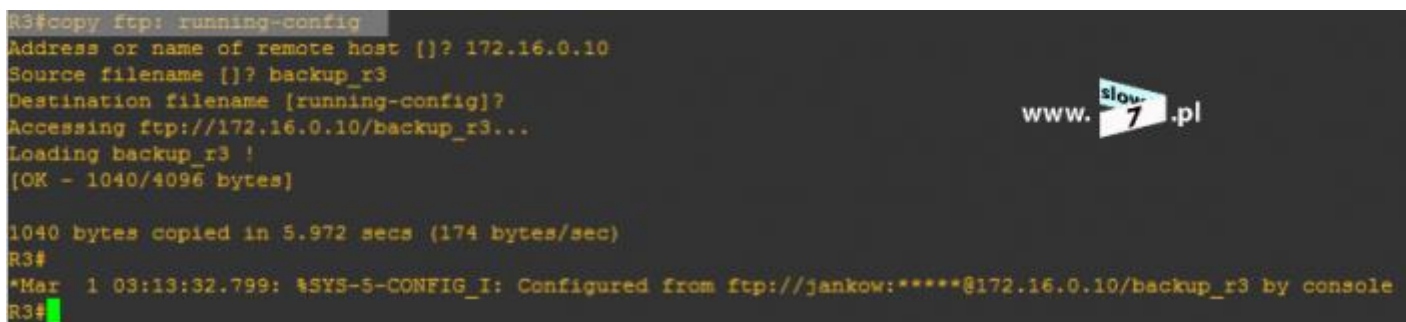 R3#copy ftp: running-config
Address or name of remote host []? 172.16.0.10
Source filename []? backup_r3
Destination filename [running-config]?
Accessing ftp://172.16.0.10/backup_r3...
Loading backup_r3 !
[OK - 1040/4096 bytes]
1040 bytes copied in 5.972 secs (174 bytes/sec)
R3#
*Mar  1 03:13:32.799: %SYS-5-CONFIG_I: Configured from ftp://jankow:*****@172.16.0.10/backup_r3 by console
R3#
www.slow7.pl